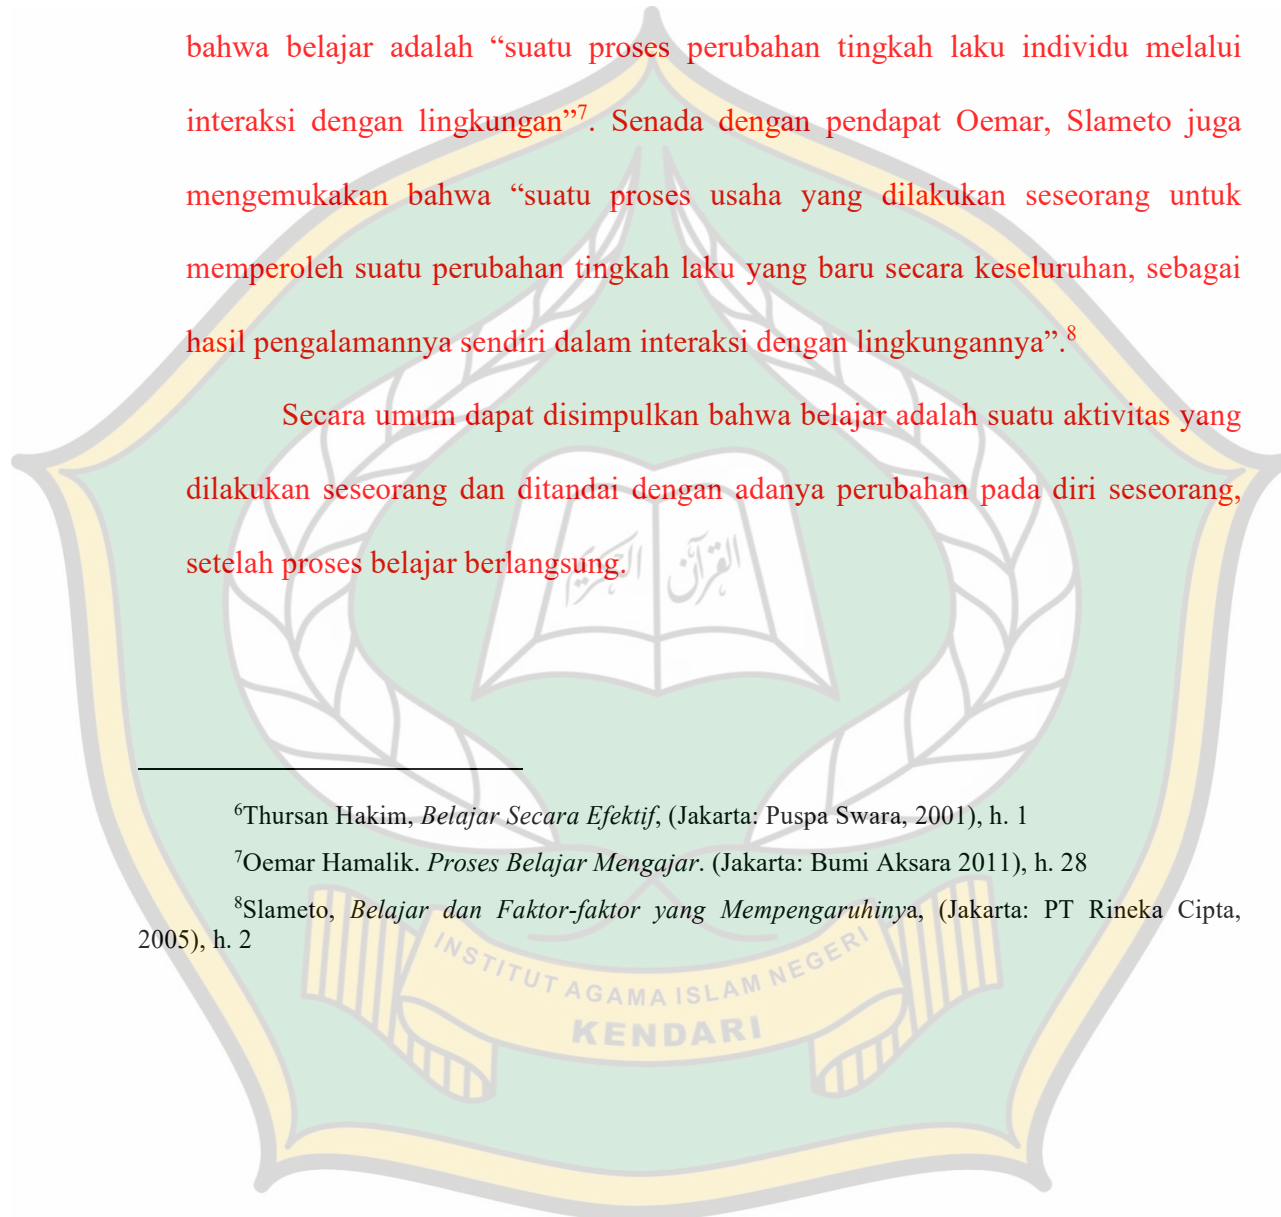 bahwa belajar adalah “suatu proses perubahan tingkah laku individu melalui
interaksi dengan lingkungan”⁷. Senada dengan pendapat Oemar, Slameto juga
mengemukakan bahwa “suatu proses usaha yang dilakukan seseorang untuk
memperoleh suatu perubahan tingkah laku yang baru secara keseluruhan, sebagai
hasil pengalamannya sendiri dalam interaksi dengan lingkungannya”.⁸
Secara umum dapat disimpulkan bahwa belajar adalah suatu aktivitas yang
dilakukan seseorang dan ditandai dengan adanya perubahan pada diri seseorang,
setelah proses belajar berlangsung.
القرآن الكريم
⁶Thursan Hakim, Belajar Secara Efektif, (Jakarta: Puspa Swara, 2001), h. 1
⁷Oemar Hamalik. Proses Belajar Mengajar. (Jakarta: Bumi Aksara 2011), h. 28
⁸Slameto, Belajar dan Faktor-faktor yang Mempengaruhinya, (Jakarta: PT Rineka Cipta,
2005), h. 2
INSTITUT AGAMA ISLAM NEGERI
KENDARI